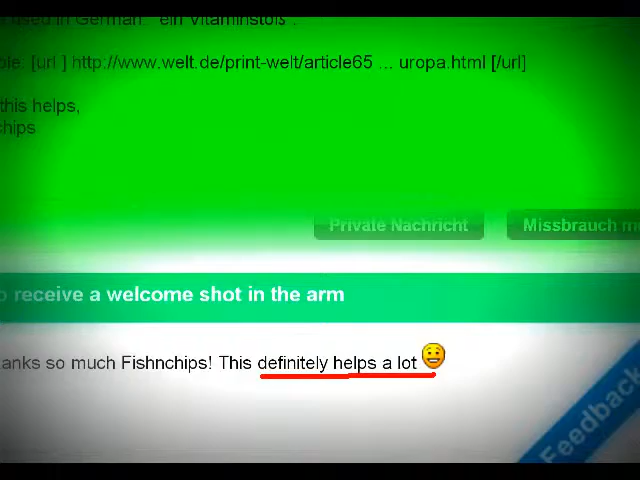 used in German: "ein Vitaminstoß".
ple: [url ] http://www.welt.de/print-welt/article65 ... uropa.html [/url]
this helps,
chips
Private Nachricht
Missbrauch m
o receive a welcome shot in the arm
anks so much Fishnchips! This definitely helps a lot
Feedback